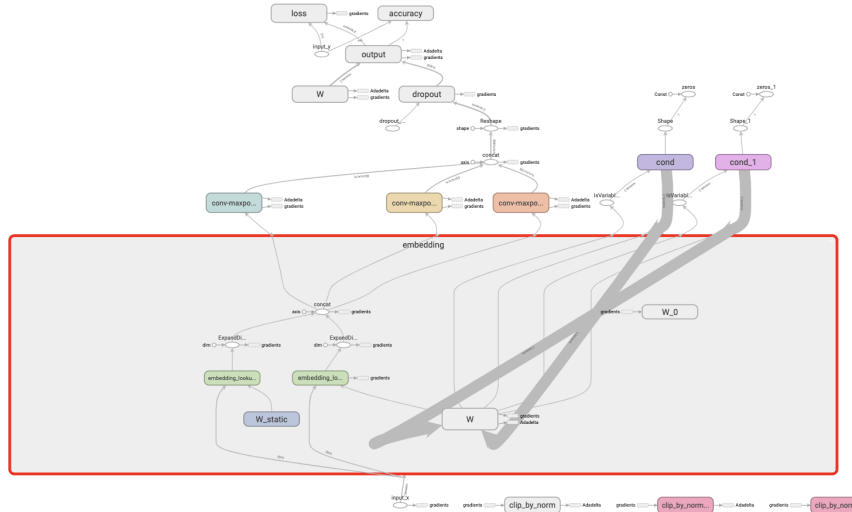 loss
gradients
accuracy
input_y
output
Adadelta
gradients
W
Adadelta
gradients
dropout
gradients
dropout_...
Reshape
shape
gradients
concat
axis
gradients
zeros
Const
zeros_1
Const
Shape
Shape_1
cond
cond_1
IsVariabl...
IsVariabl...
conv-maxpo...
Adadelta
gradients
conv-maxpo...
Adadelta
gradients
conv-maxpo...
Adadelta
gradients
embedding
concat
axis
gradients
gradients
W_0
ExpandDi...
dim
gradients
ExpandDi...
dim
gradients
embedding_looku...
embedding_lo...
gradients
W_static
W
gradients
Adadelta
input_x
gradients
gradients
clip_by_norm
Adadelta
gradients
clip_by_norm...
Adadelta
gradients
clip_by_norm